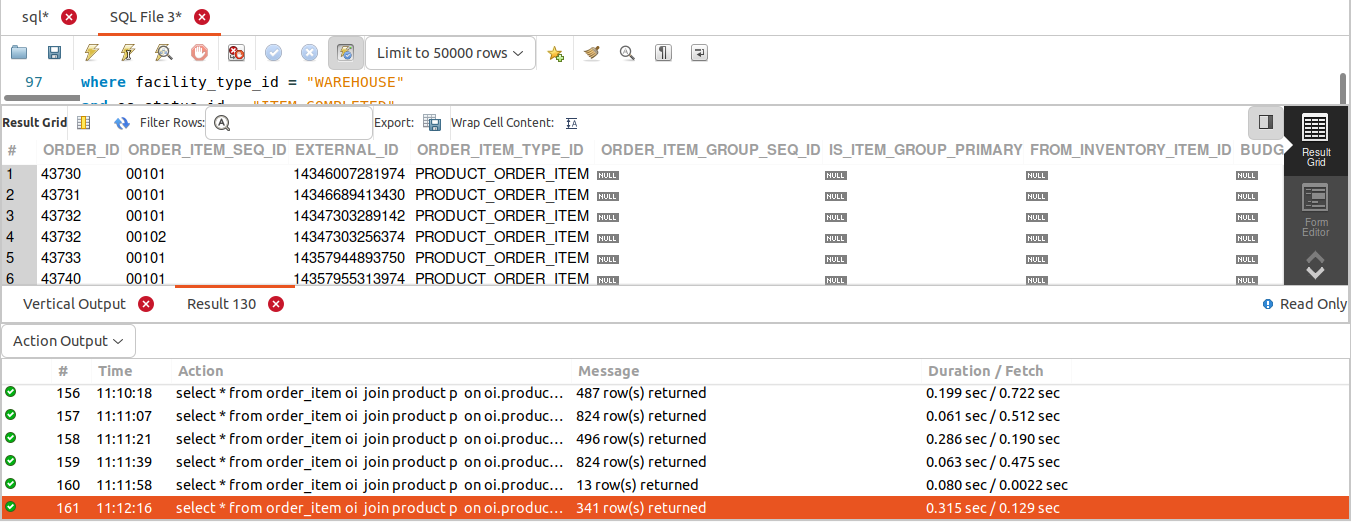 sql* SQL File 3*
Limit to 50000 rows
97 where facility_type_id = "WAREHOUSE"
Result Grid Filter Rows: Export: Wrap Cell Content:
# ORDER_ID ORDER_ITEM_SEQ_ID EXTERNAL_ID ORDER_ITEM_TYPE_ID ORDER_ITEM_GROUP_SEQ_ID IS_ITEM_GROUP_PRIMARY FROM_INVENTORY_ITEM_ID BUDG
1 43730 00101 14346007281974 PRODUCT_ORDER_ITEM NULL NULL NULL NULL
2 43731 00101 14346689413430 PRODUCT_ORDER_ITEM NULL NULL NULL NULL
3 43732 00101 14347303289142 PRODUCT_ORDER_ITEM NULL NULL NULL NULL
4 43732 00102 14347303256374 PRODUCT_ORDER_ITEM NULL NULL NULL NULL
5 43733 00101 14357944893750 PRODUCT_ORDER_ITEM NULL NULL NULL NULL
6 43740 00101 14357955313974 PRODUCT_ORDER_ITEM NULL NULL NULL NULL
Result
Grid
Form
Editor
Vertical Output Result 130 Read Only
Action Output
# Time Action Message Duration / Fetch
156 11:10:18 select * from order_item oi join product p on oi.produc... 487 row(s) returned 0.199 sec / 0.722 sec
157 11:11:07 select * from order_item oi join product p on oi.produc... 824 row(s) returned 0.061 sec / 0.512 sec
158 11:11:21 select * from order_item oi join product p on oi.produc... 496 row(s) returned 0.286 sec / 0.190 sec
159 11:11:39 select * from order_item oi join product p on oi.produc... 824 row(s) returned 0.063 sec / 0.475 sec
160 11:11:58 select * from order_item oi join product p on oi.produc... 13 row(s) returned 0.080 sec / 0.0022 sec
161 11:12:16 select * from order_item oi join product p on oi.produc... 341 row(s) returned 0.315 sec / 0.129 sec